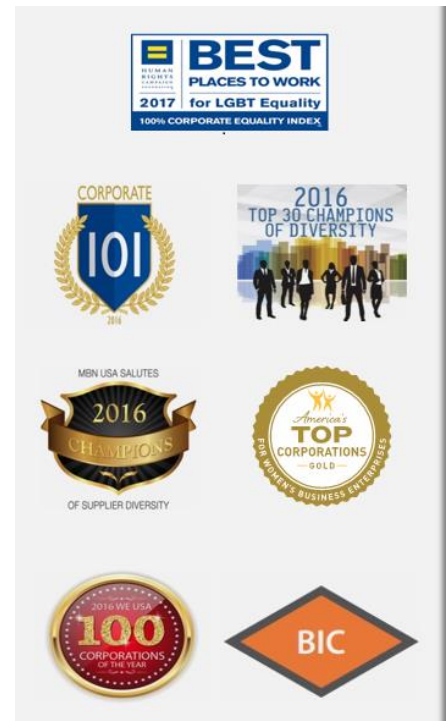 HUMAN
RIGHTS
CAMPAIGN
FOUNDATION
BEST
PLACES TO WORK
2017 for LGBT Equality
100% CORPORATE EQUALITY INDEX
CORPORATE
101
2016
2016
TOP 30 CHAMPIONS
OF DIVERSITY
MBN USA SALUTES
2016
CHAMPIONS
OF SUPPLIER DIVERSITY
America's
TOP
CORPORATIONS
GOLD
FOR WOMEN'S BUSINESS ENTERPRISES
2016 WE USA
100
CORPORATIONS
OF THE YEAR
BIC